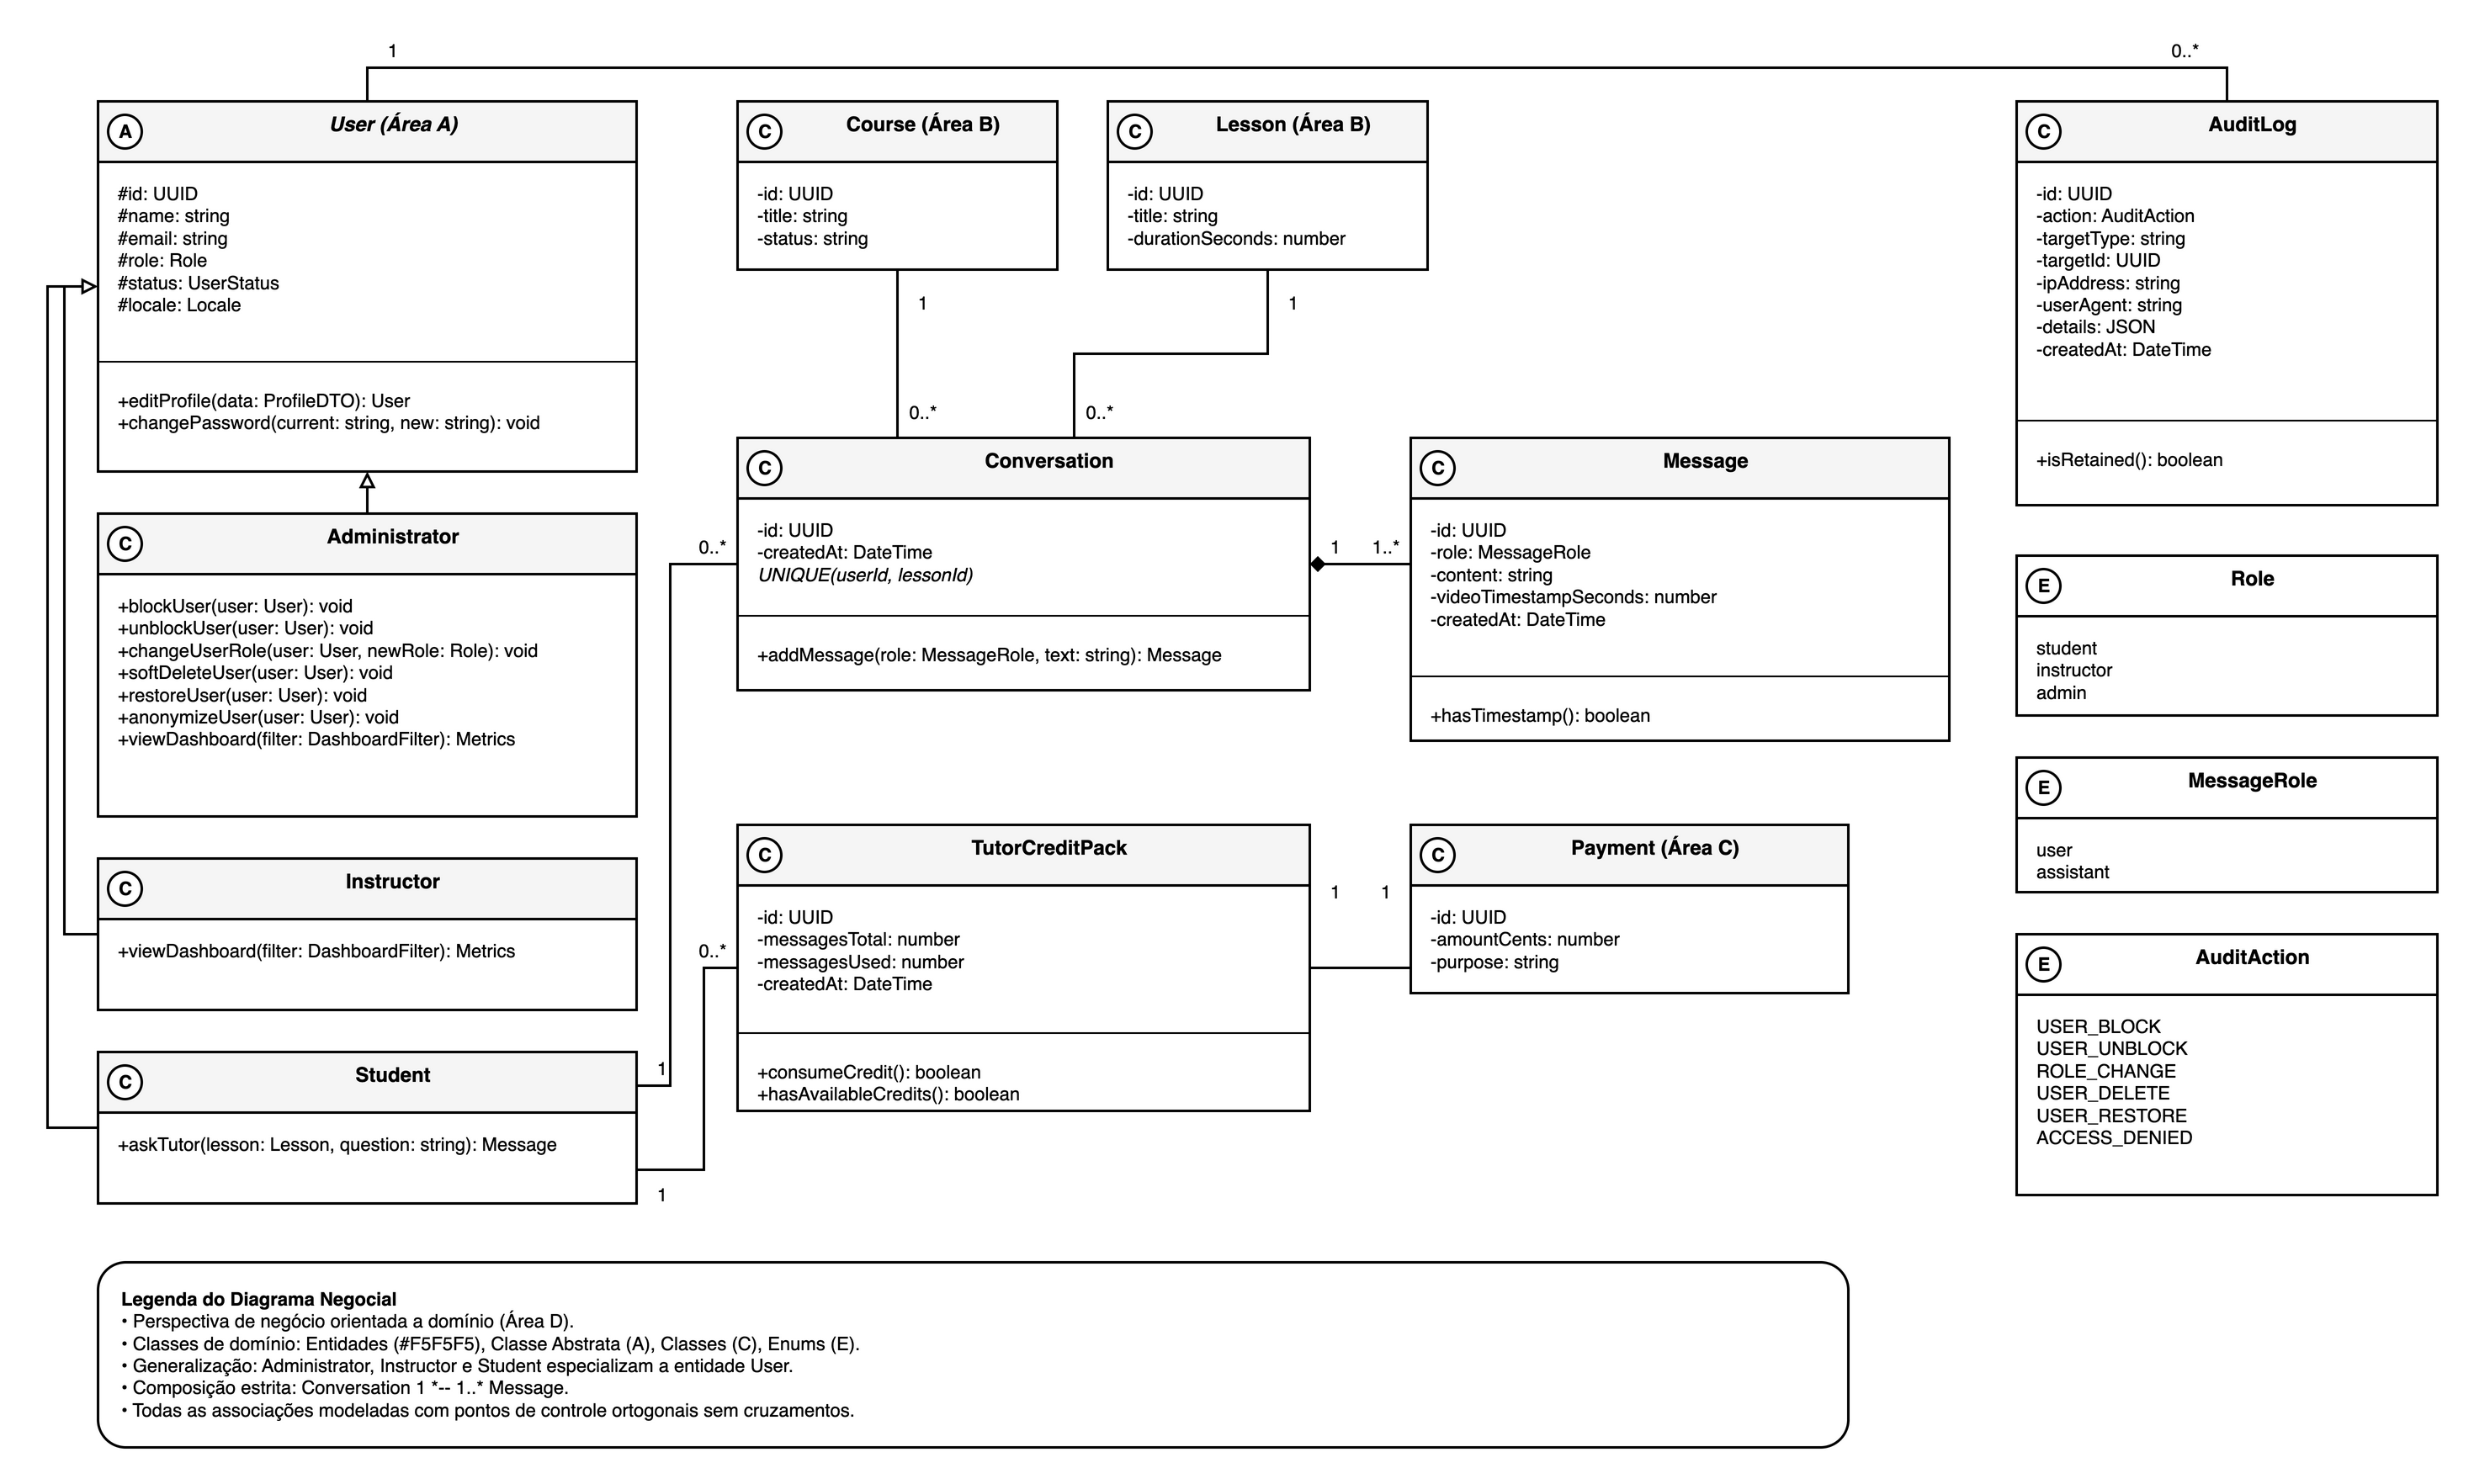 1
0..*
A
User (Área A)
#id: UUID
#name: string
#email: string
#role: Role
#status: UserStatus
#locale: Locale
+editProfile(data: ProfileDTO): User
+changePassword(current: string, new: string): void
C
Course (Área B)
-id: UUID
-title: string
-status: string
1
0..*
C
Lesson (Área B)
-id: UUID
-title: string
-durationSeconds: number
1
0..*
C
AuditLog
-id: UUID
-action: AuditAction
-targetType: string
-targetId: UUID
-ipAddress: string
-userAgent: string
-details: JSON
-createdAt: DateTime
+isRetained(): boolean
C
Administrator
+blockUser(user: User): void
+unblockUser(user: User): void
+changeUserRole(user: User, newRole: Role): void
+softDeleteUser(user: User): void
+restoreUser(user: User): void
+anonymizeUser(user: User): void
+viewDashboard(filter: DashboardFilter): Metrics
0..*
C
Conversation
-id: UUID
-createdAt: DateTime
UNIQUE(userId, lessonId)
+addMessage(role: MessageRole, text: string): Message
1
1..*
C
Message
-id: UUID
-role: MessageRole
-content: string
-videoTimestampSeconds: number
-createdAt: DateTime
+hasTimestamp(): boolean
E
Role
student
instructor
admin
E
MessageRole
user
assistant
C
Instructor
+viewDashboard(filter: DashboardFilter): Metrics
0..*
C
TutorCreditPack
-id: UUID
-messagesTotal: number
-messagesUsed: number
-createdAt: DateTime
+consumeCredit(): boolean
+hasAvailableCredits(): boolean
1
1
C
Payment (Área C)
-id: UUID
-amountCents: number
-purpose: string
E
AuditAction
USER_BLOCK
USER_UNBLOCK
ROLE_CHANGE
USER_DELETE
USER_RESTORE
ACCESS_DENIED
C
Student
+askTutor(lesson: Lesson, question: string): Message
1
1
Legenda do Diagrama Negocial
• Perspectiva de negócio orientada a domínio (Área D).
• Classes de domínio: Entidades (#F5F5F5), Classe Abstrata (A), Classes (C), Enums (E).
• Generalização: Administrator, Instructor e Student especializam a entidade User.
• Composição estrita: Conversation 1 *-- 1..* Message.
• Todas as associações modeladas com pontos de controle ortogonais sem cruzamentos.